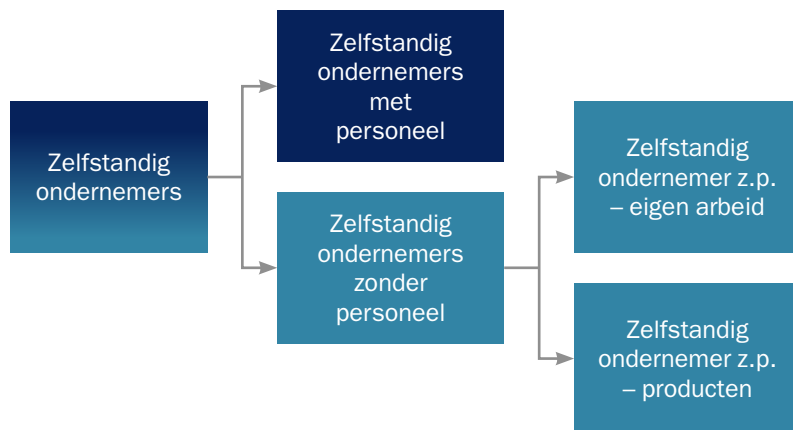 Zelfstandig
ondernemers
Zelfstandig
ondernemers
met
personeel
Zelfstandig
ondernemers
zonder
personeel
Zelfstandig
ondernemer z.p.
– eigen arbeid
Zelfstandig
ondernemer z.p.
– producten